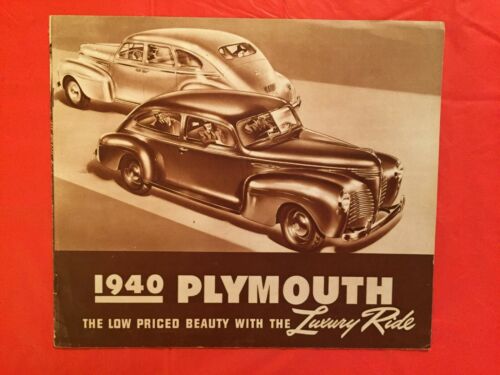 1940 PLYMOUTH
THE LOW PRICED BEAUTY WITH THE Luxury Ride